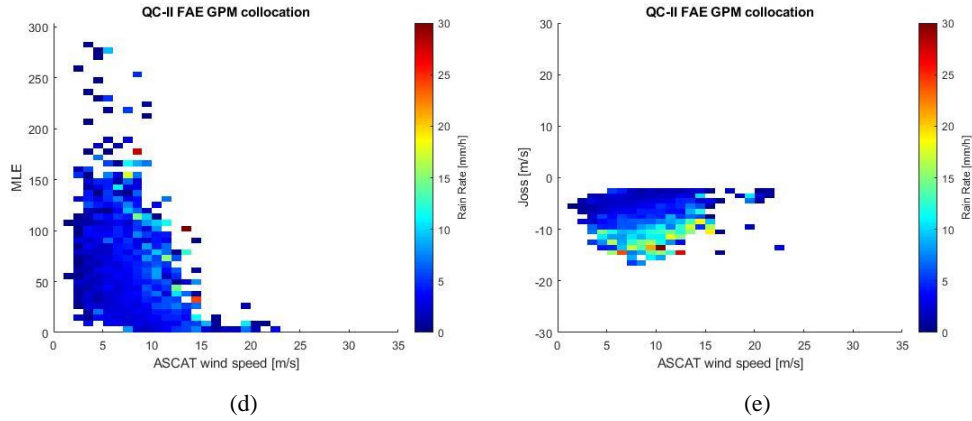 QC-II FAE GPM collocation
300
250
200
150
100
50
0
MLE
0 5 10 15 20 25 30 35
ASCAT wind speed [m/s]
30
25
20
15
10
5
0
Rain Rate [mm/h]
(d)
QC-II FAE GPM collocation
30
20
10
0
-10
-20
-30
Joss [m/s]
0 5 10 15 20 25 30 35
ASCAT wind speed [m/s]
30
25
20
15
10
5
0
Rain Rate [mm/h]
(e)